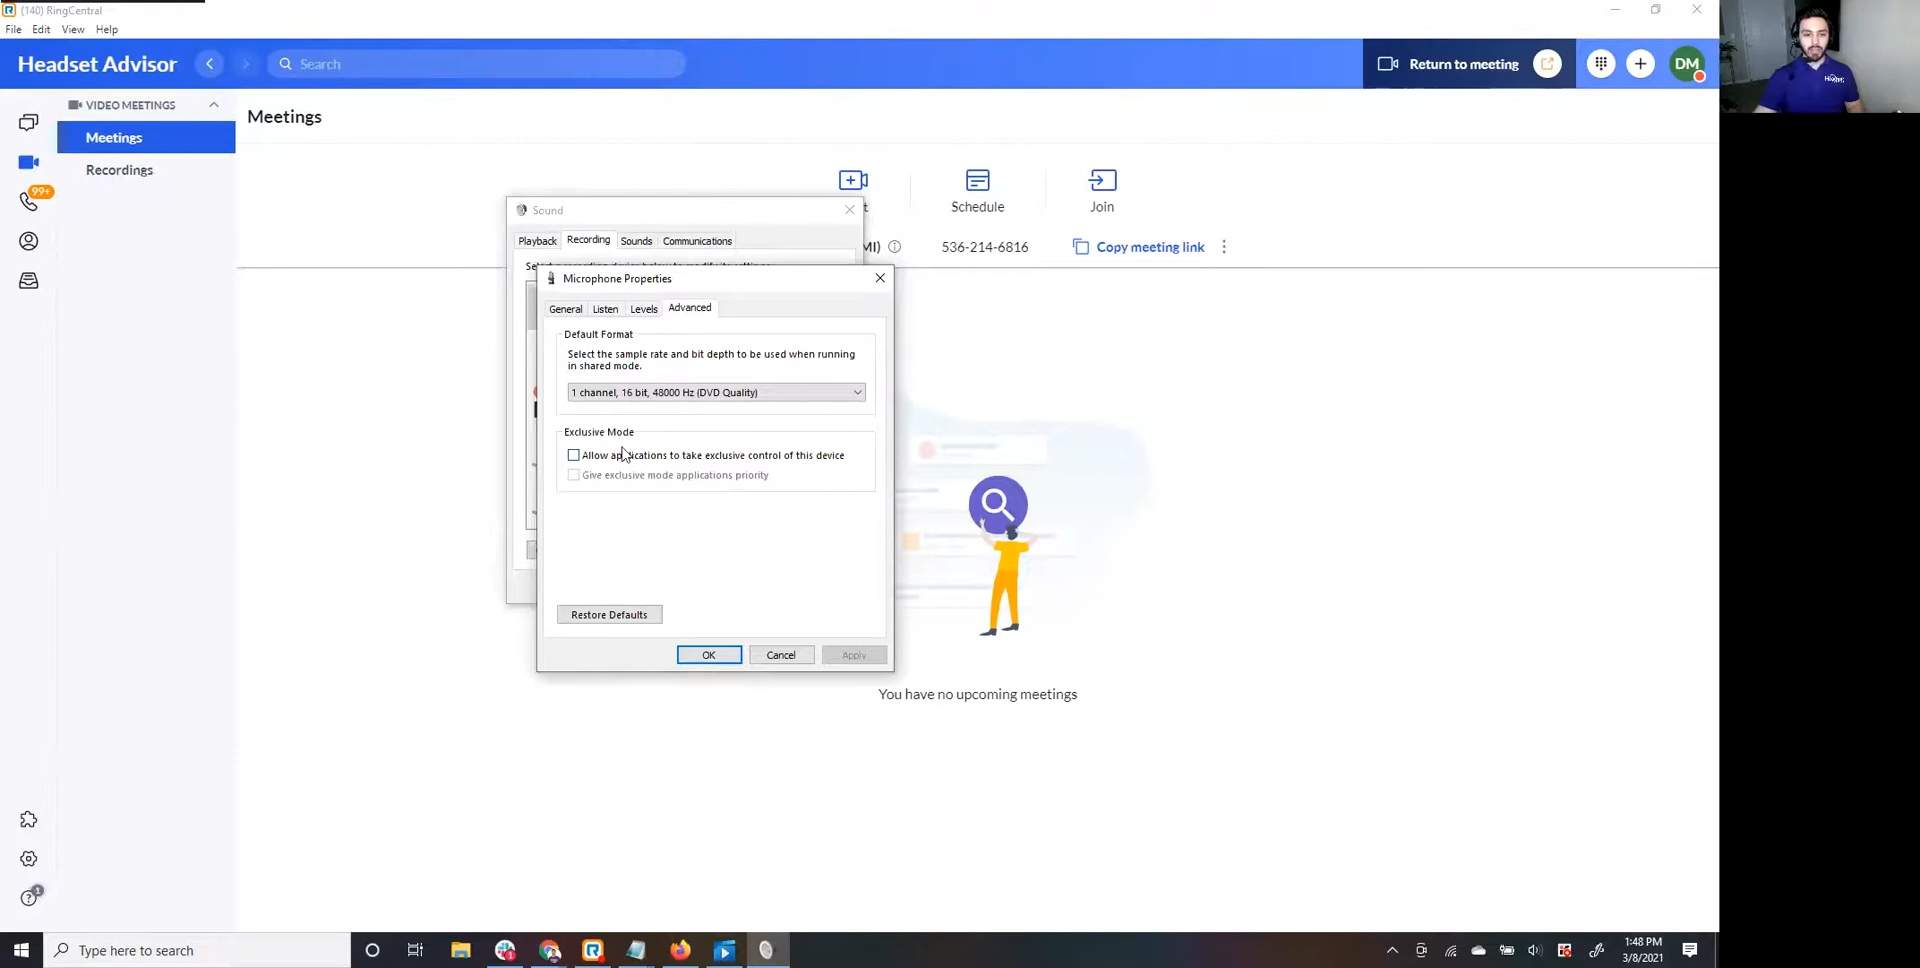 (140) RingCentral
File Edit View Help
Headset Advisor
Search
Return to meeting
DM
VIDEO MEETINGS
Meetings
Recordings
99+
Meetings
Schedule
Join
536-214-6816
Copy meeting link
Sound
Playback Recording Sounds Communications
Microphone Properties
General Listen Levels Advanced
Default Format
Select the sample rate and bit depth to be used when running
in shared mode.
1 channel, 16 bit, 48000 Hz (DVD Quality)
Exclusive Mode
Allow applications to take exclusive control of this device
Give exclusive mode applications priority
Restore Defaults
OK Cancel Apply
You have no upcoming meetings
1
Type here to search
1:48 PM
3/8/2021